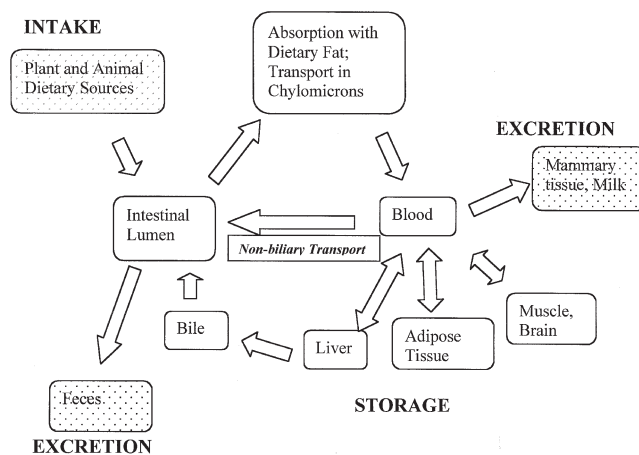 INTAKE
Plant and Animal
Dietary Sources
Absorption with
Dietary Fat;
Transport in
Chylomicrons
EXCRETION
Mammary
tissue, Milk
Intestinal
Lumen
Blood
Non-biliary Transport
Bile
Liver
Adipose
Tissue
Muscle,
Brain
Feces
STORAGE
EXCRETION